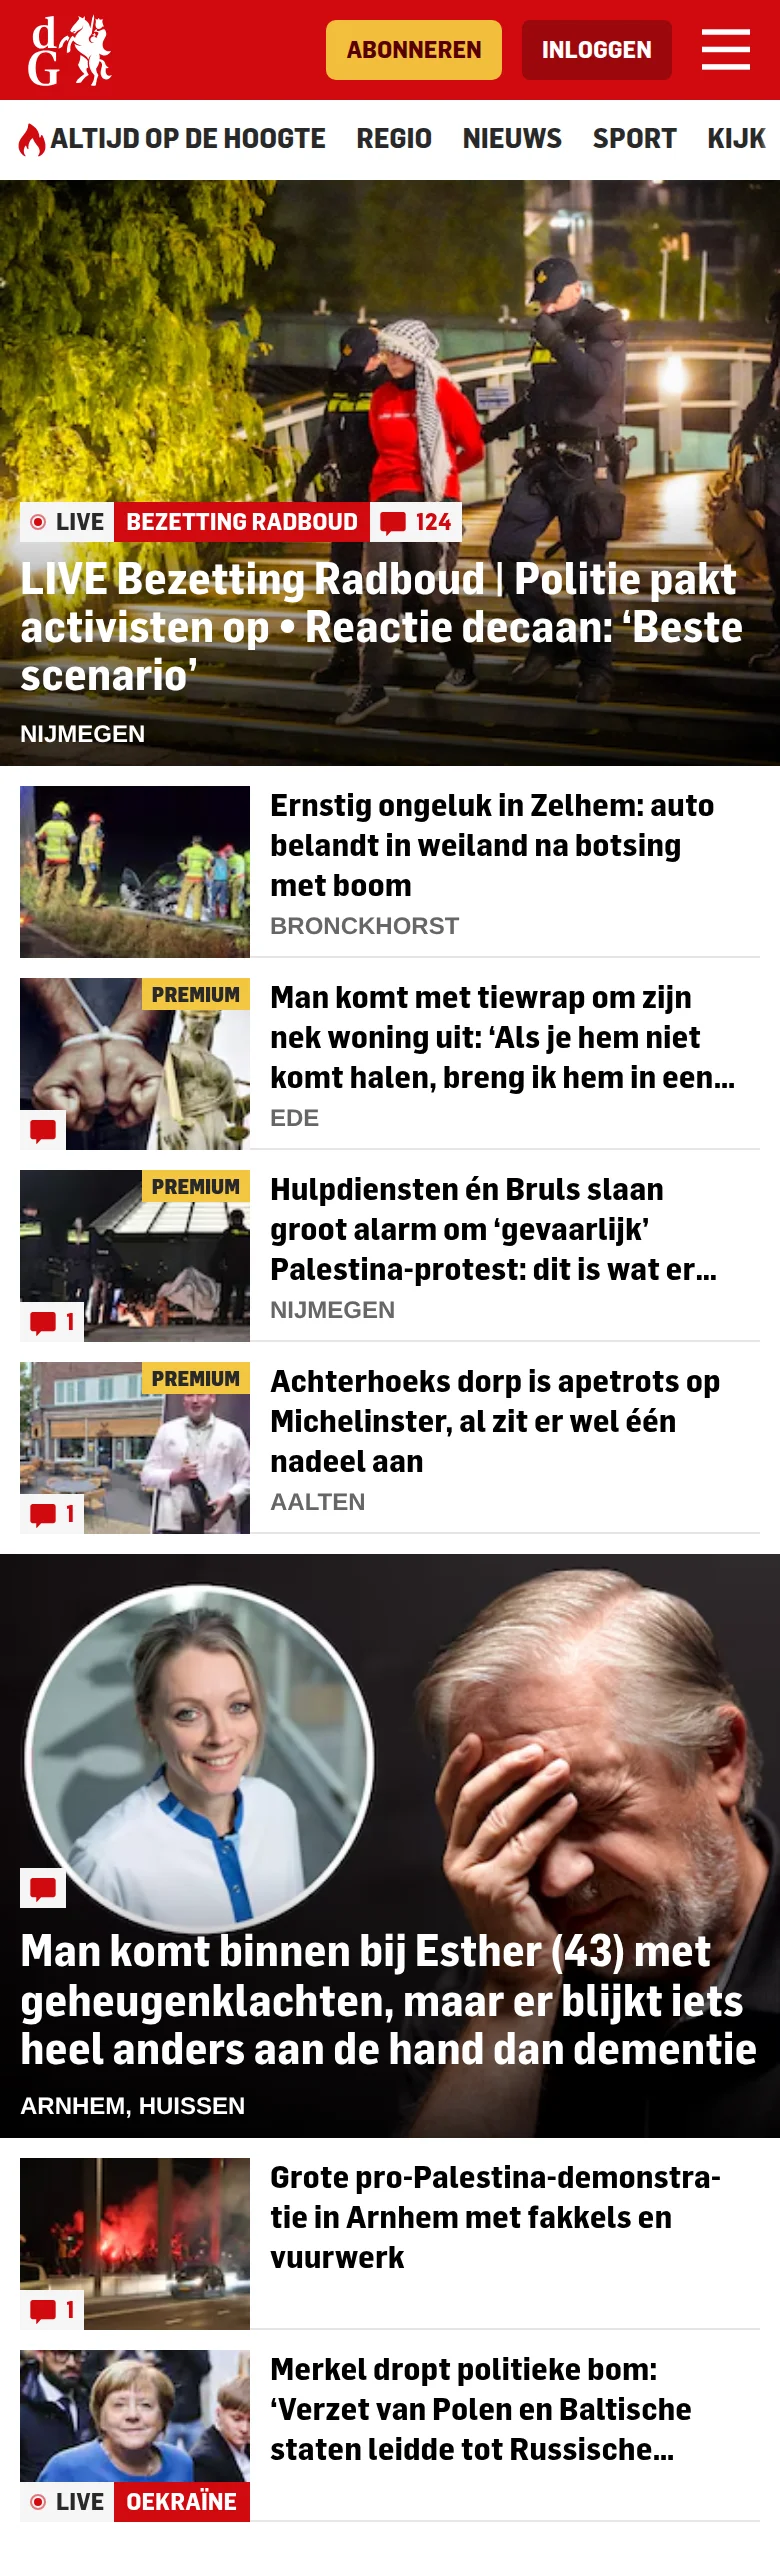 dG
ABONNEREN
INLOGGEN
ALTIJD OP DE HOOGTE
REGIO
NIEUWS
SPORT
KIJK
LIVE
BEZETTING RADBOUD
124
LIVE Bezetting Radboud | Politie pakt
activisten op • Reactie decaan: ‘Beste
scenario’
NIJMEGEN
Ernstig ongeluk in Zelhem: auto
belandt in weiland na botsing
met boom
BRONCKHORST
PREMIUM
Man komt met tiewrap om zijn
nek woning uit: ‘Als je hem niet
komt halen, breng ik hem in een...
EDE
PREMIUM
1
Hulpdiensten én Bruls slaan
groot alarm om ‘gevaarlijk’
Palestina-protest: dit is wat er...
NIJMEGEN
PREMIUM
1
Achterhoeks dorp is apetrots op
Michelinster, al zit er wel één
nadeel aan
AALTEN
Man komt binnen bij Esther (43) met
geheugenklachten, maar er blijkt iets
heel anders aan de hand dan dementie
ARNHEM, HUISSEN
1
Grote pro-Palestina-demonstra-
tie in Arnhem met fakkels en
vuurwerk
LIVE
OEKRAÏNE
Merkel dropt politieke bom:
‘Verzet van Polen en Baltische
staten leidde tot Russische...